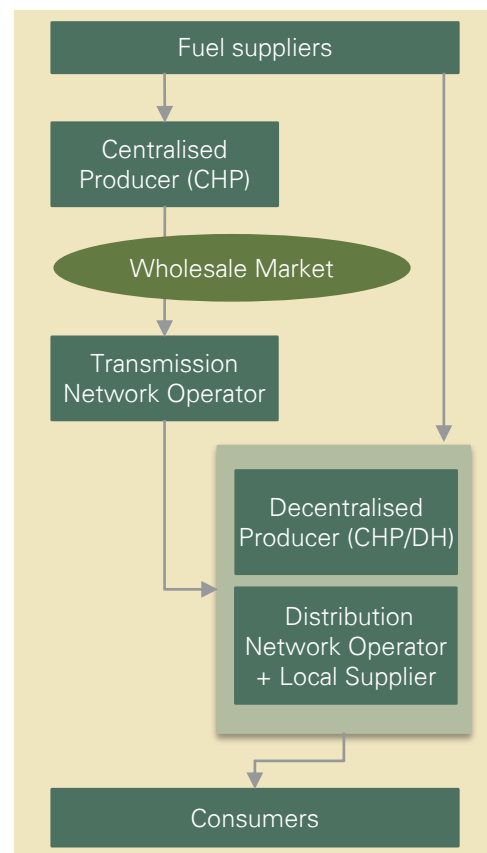 Fuel suppliers
Centralised
Producer (CHP)
Wholesale Market
Transmission
Network Operator
Decentralised
Producer (CHP/DH)
Distribution
Network Operator
+ Local Supplier
Consumers